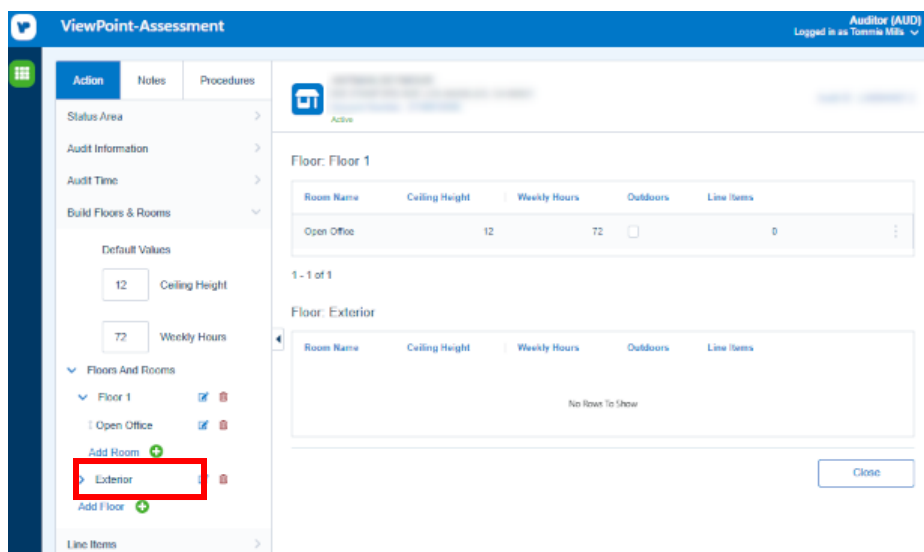 ViewPoint-Assessment
Auditor (AUD)
Logged in as Tommie Mills
Action Notes Procedures
Status Area
Audit Information
Audit Time
Build Floors & Rooms
Default Values
12 Ceiling Height
72 Weekly Hours
Floors And Rooms
Floor 1
Open Office
Add Room
Exterior
Add Floor
Line Items
Active
Floor: Floor 1
Room Name Ceiling Height Weekly Hours Outdoors Line Items
Open Office 12 72 0
1 - 1 of 1
Floor: Exterior
Room Name Ceiling Height Weekly Hours Outdoors Line Items
No Rows To Show
Close